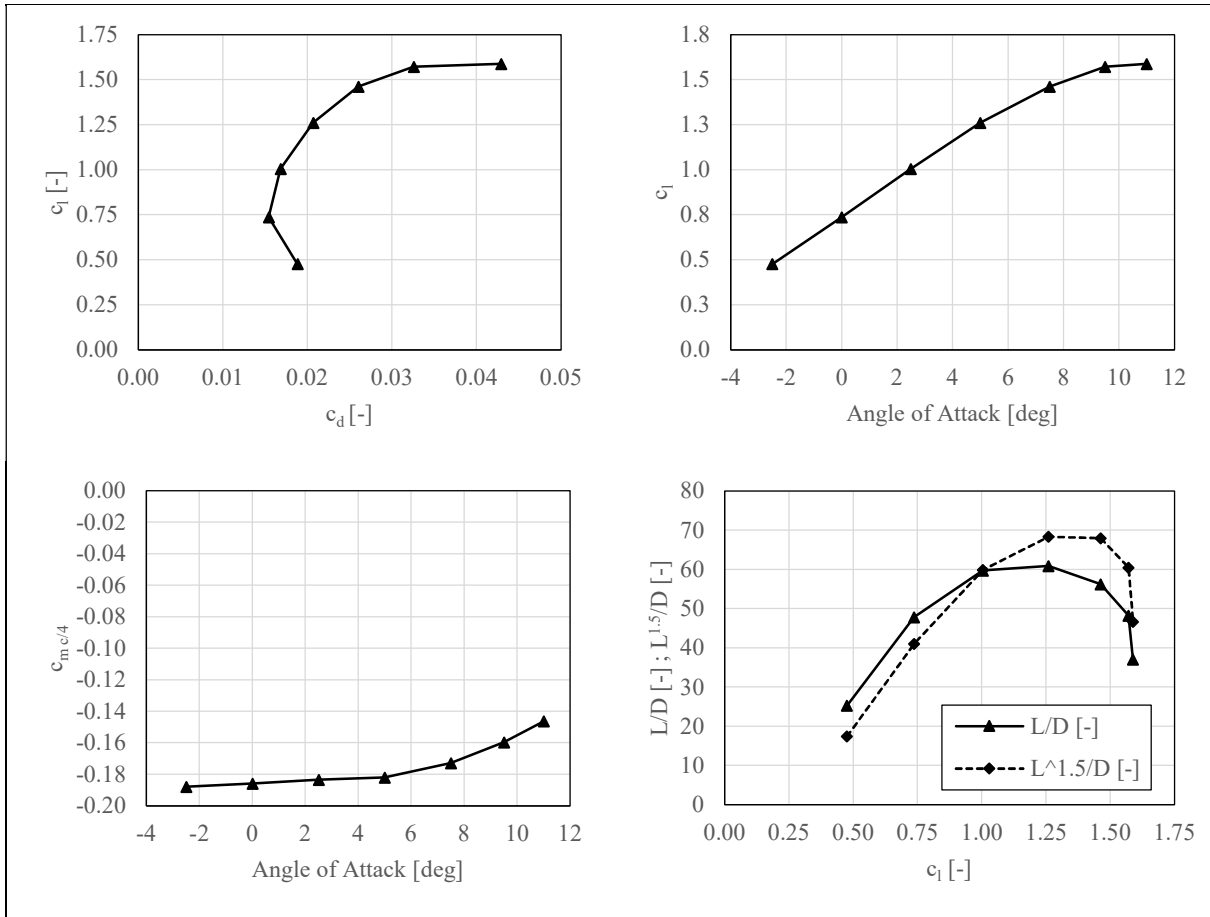 1.75
1.50
1.25
1.00
0.75
0.50
0.25
0.00
c_l [-]
0.00 0.01 0.02 0.03 0.04 0.05
c_d [-]
1.8
1.5
1.3
1.0
0.8
0.5
0.3
0.0
c_l
-4 -2 0 2 4 6 8 10 12
Angle of Attack [deg]
0.00
-0.02
-0.04
-0.06
-0.08
-0.10
-0.12
-0.14
-0.16
-0.18
-0.20
c_m c/4
-4 -2 0 2 4 6 8 10 12
Angle of Attack [deg]
80
70
60
50
40
30
20
10
0
L/D [-] ; L^1.5/D [-]
L/D [-]
L^1.5/D [-]
0.00 0.25 0.50 0.75 1.00 1.25 1.50 1.75
c_l [-]